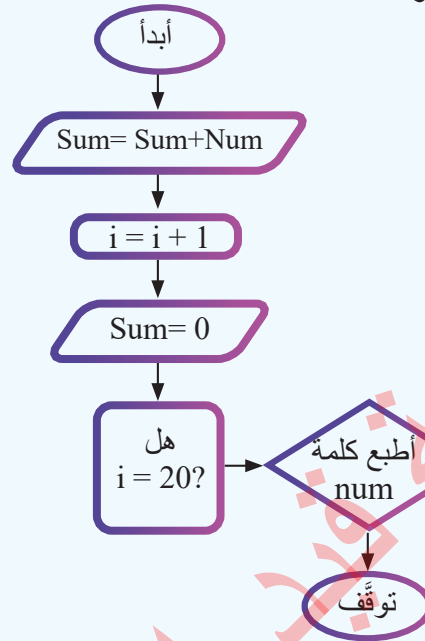 أبدأ
Sum= Sum+Num
i = i + 1
Sum= 0
هل
i = 20?
أطبع كلمة
num
توقَّف